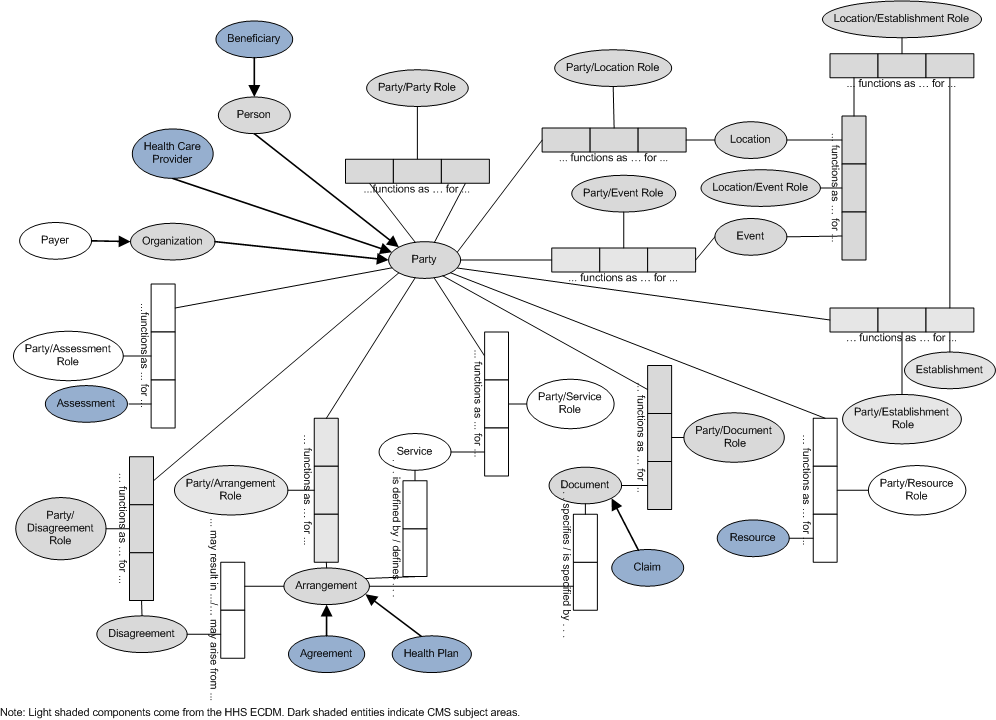 Location/Establishment Role
Beneficiary
... functions as ... for ...
Party/Location Role
Party/Party Role
Person
Health Care
Provider
Location
... functions as ... for ...
...functions as ... for ...
Location/Event Role
... functions as ... for ...
Party/Event Role
Event
Payer
Organization
Party
... functions as ... for ...
...functions as ... for ...
... functions as ... for ...
Party/Assessment
Role
Assessment
Establishment
Party/Establishment
Role
... functions as ... for ...
Party/Service
Role
... functions as ... for ...
Party/Document
Role
Service
...functions as ... for ...
... functions as ... for ...
Party/Arrangement
Role
... is defined by / defines ...
Document
... specifies / is specified by ...
... functions as ... for ...
Party/Resource
Role
Party/
Disagreement
Role
... may result in .../... may arise from ...
Resource
Claim
Arrangement
Disagreement
Agreement
Health Plan
Note: Light shaded components come from the HHS ECDM. Dark shaded entities indicate CMS subject areas.